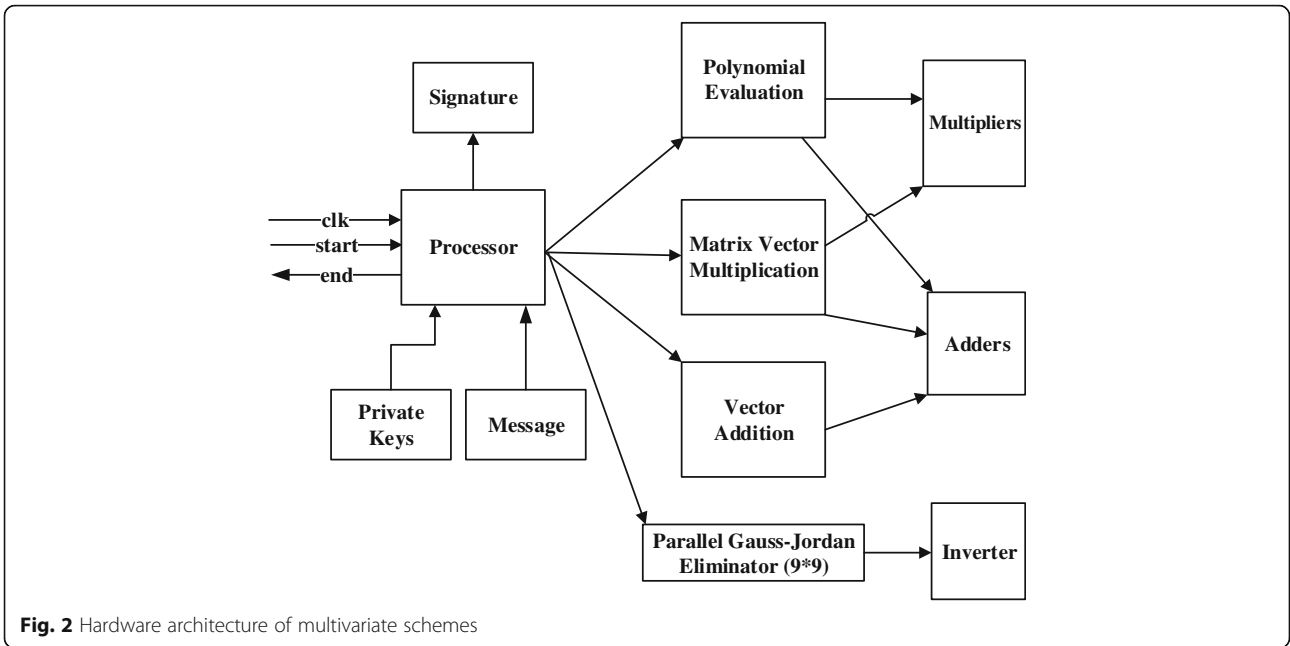 Signature
clk
start
end
Processor
Private
Keys
Message
Polynomial
Evaluation
Matrix Vector
Multiplication
Vector
Addition
Parallel Gauss-Jordan
Eliminator (9*9)
Multipliers
Adders
Inverter
Fig. 2 Hardware architecture of multivariate schemes